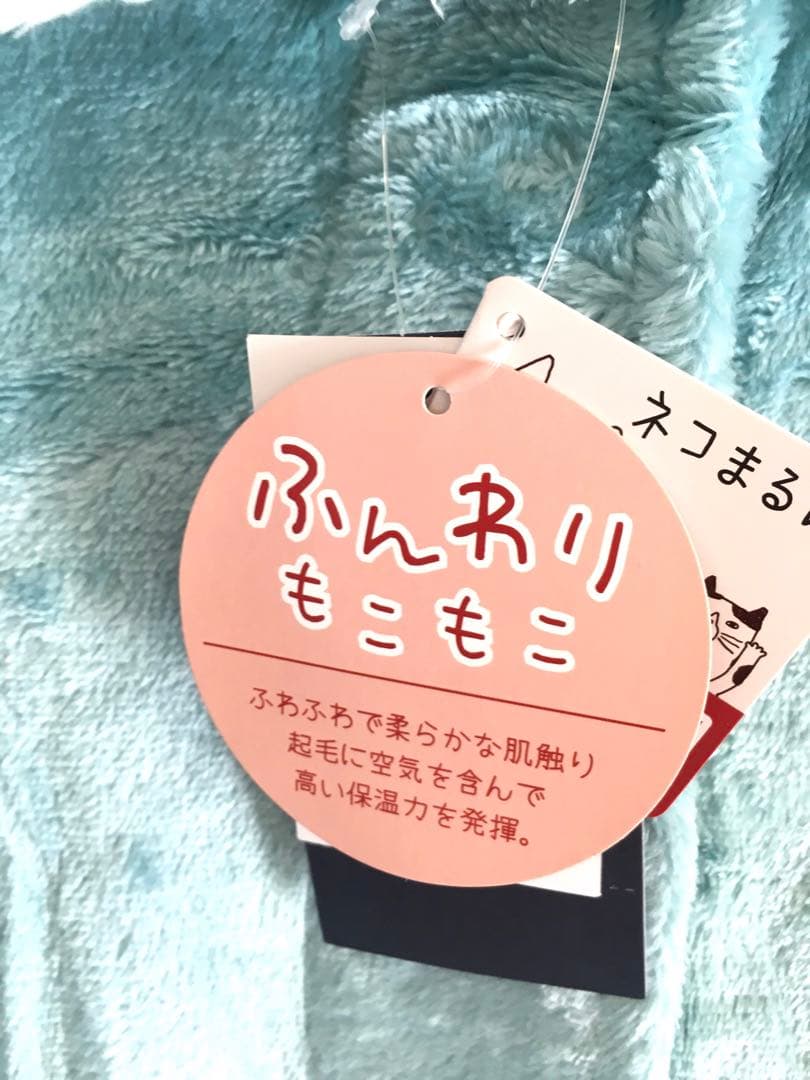 ふんわり
もこもこ
ふわふわで柔らかな肌触り
起毛に空気を含んで
高い保温力を発揮。
ネコまる